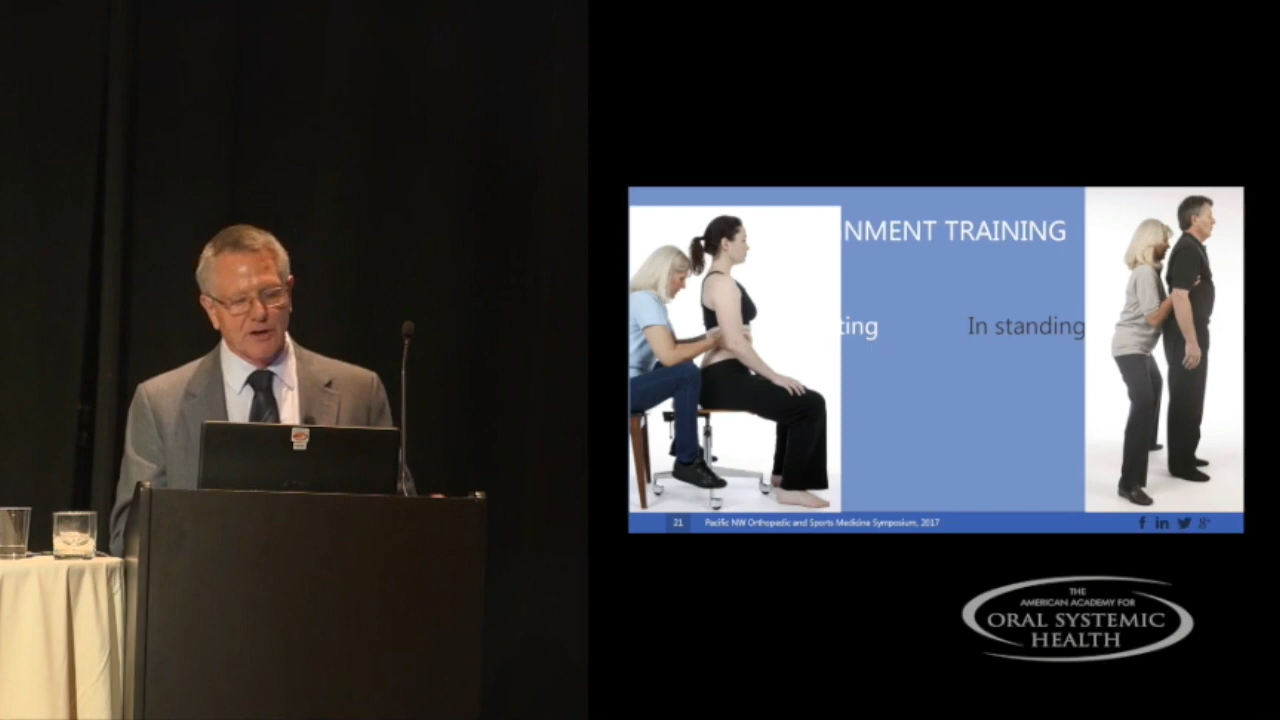 NMENT TRAINING
ting
In standing
21
Pacific NW Orthopedic and Sports Medicine Symposium, 2017
f in g+
THE
AMERICAN ACADEMY FOR
ORAL SYSTEMIC
HEALTH